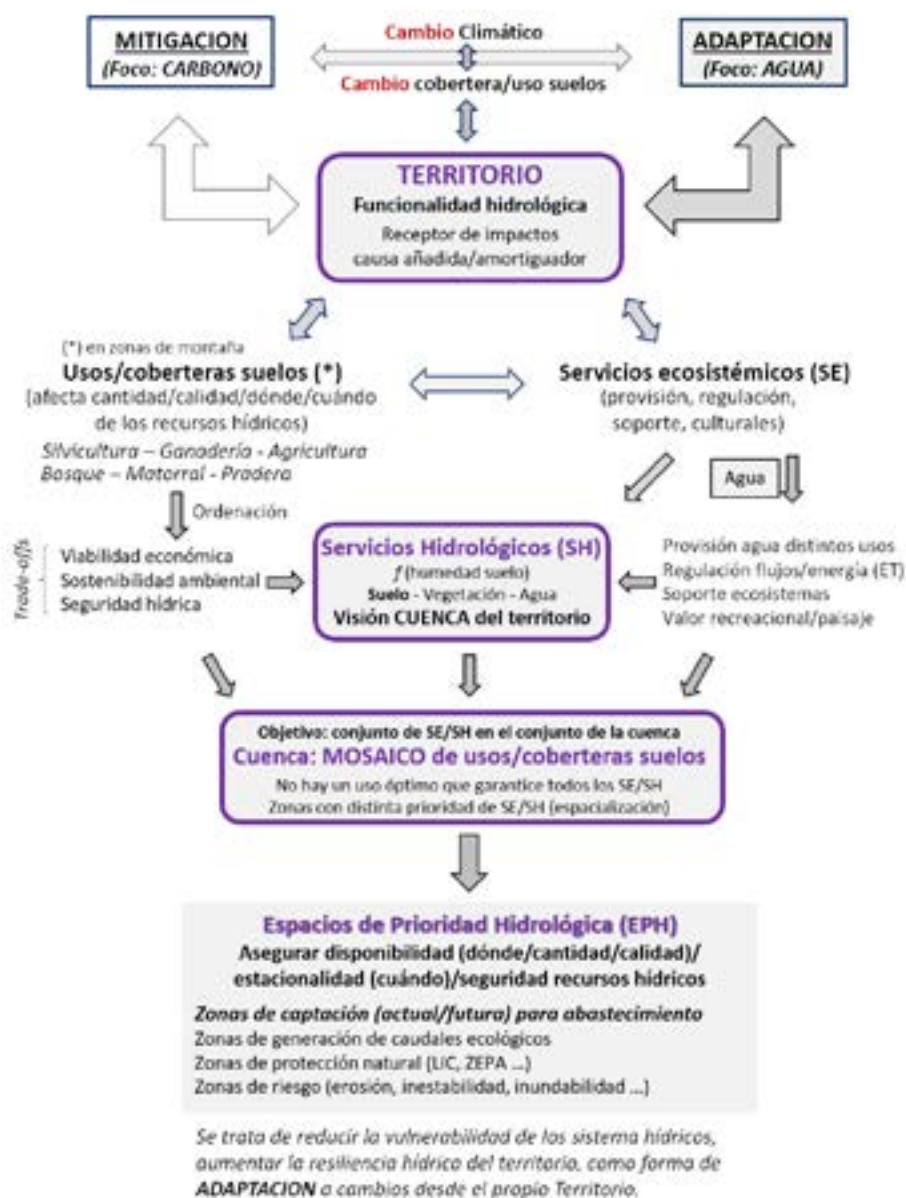 MITIGACION
(Foco: CARBONO)
Cambio Climático
Cambio cobertera/uso suelos
ADAPTACION
(Foco: AGUA)
TERRITORIO
Funcionalidad hidrológica
Receptor de impactos
causa añadida/amortiguador
(*) en zonas de montaña
Usos/coberteras suelos (*)
(afecta cantidad/calidad/dónde/cuándo
de los recursos hídricos)
Silvicultura – Ganadería - Agricultura
Bosque – Matorral - Pradera
Servicios ecosistémicos (SE)
(provisión, regulación,
soporte, culturales)
Agua
Ordenación
Trade-offs
Viabilidad económica
Sostenibilidad ambiental
Seguridad hídrica
Servicios Hidrológicos (SH)
f (humedad suelo)
Suelo - Vegetación - Agua
Visión CUENCA del territorio
Provisión agua distintos usos
Regulación flujos/energía (ET)
Soporte ecosistemas
Valor recreacional/paisaje
Objetivo: conjunto de SE/SH en el conjunto de la cuenca
Cuenca: MOSAICO de usos/coberteras suelos
No hay un uso óptimo que garantice todos los SE/SH
Zonas con distinta prioridad de SE/SH (espacialización)
Espacios de Prioridad Hidrológica (EPH)
Asegurar disponibilidad (dónde/cantidad/calidad)/
estacionalidad (cuándo)/seguridad recursos hídricos
Zonas de captación (actual/futura) para abastecimiento
Zonas de generación de caudales ecológicos
Zonas de protección natural (LIC, ZEPA ...)
Zonas de riesgo (erosión, inestabilidad, inundabilidad ...)
Se trata de reducir la vulnerabilidad de los sistema hídricos,
aumentar la resiliencia hídrica del territorio, como forma de
ADAPTACION a cambios desde el propio Territorio.